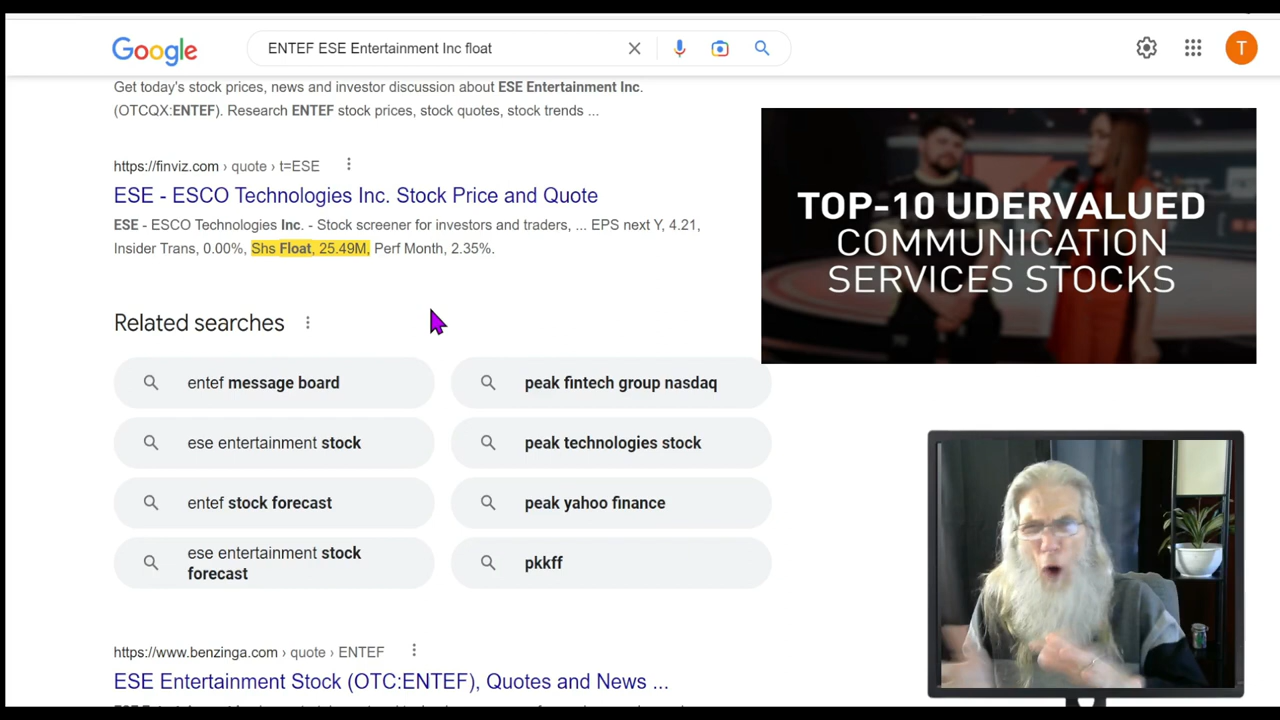 Google
ENTEF ESE Entertainment Inc float
T
Get today's stock prices, news and investor discussion about ESE Entertainment Inc.
(OTCQX:ENTEF). Research ENTEF stock prices, stock quotes, stock trends ...
https://finviz.com › quote › t=ESE
ESE - ESCO Technologies Inc. Stock Price and Quote
ESE - ESCO Technologies Inc. - Stock screener for investors and traders, ... EPS next Y, 4.21,
Insider Trans, 0.00%, Shs Float, 25.49M, Perf Month, 2.35%.
TOP-10 UDERVALUED
COMMUNICATION
SERVICES STOCKS
Related searches
entef message board
peak fintech group nasdaq
ese entertainment stock
peak technologies stock
entef stock forecast
peak yahoo finance
ese entertainment stock
forecast
pkkff
https://www.benzinga.com › quote › ENTEF
ESE Entertainment Stock (OTC:ENTEF), Quotes and News ...